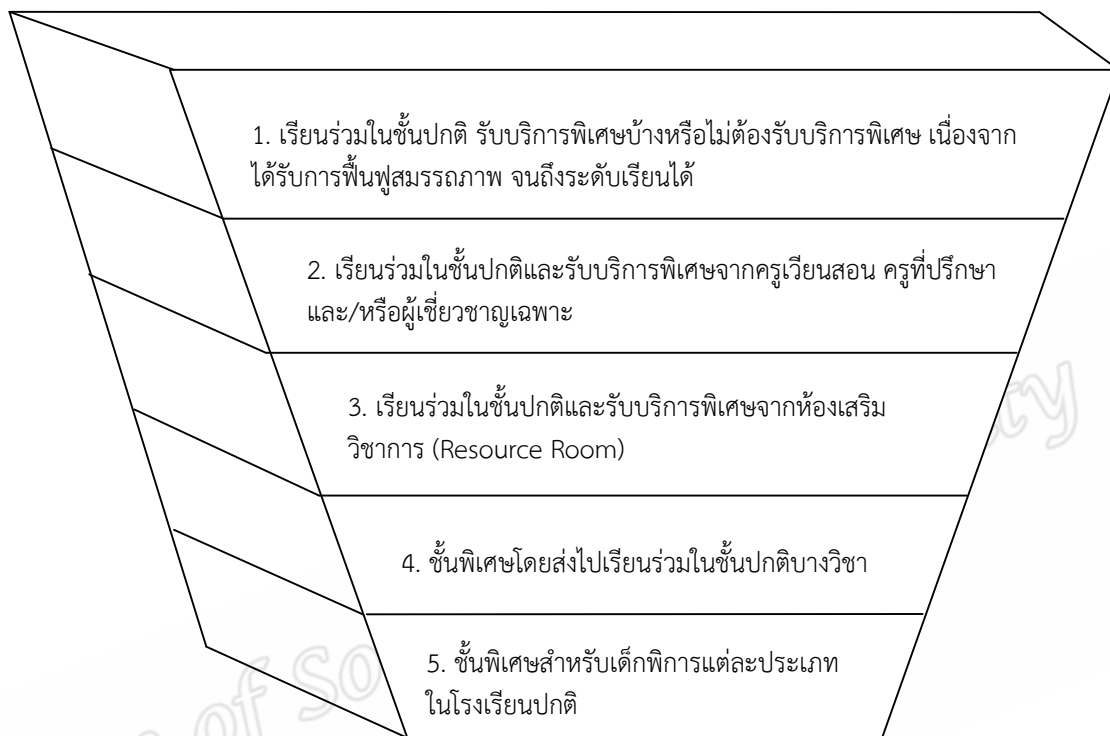 1. เรียนร่วมในชั้นปกติ รับบริการพิเศษบ้างหรือไม่ต้องรับบริการพิเศษ เนื่องจาก
ได้รับการฟื้นฟูสมรรถภาพ จนถึงระดับเรียนได้
2. เรียนร่วมในชั้นปกติและรับบริการพิเศษจากครูเวียนสอน ครูที่ปรึกษา
และ/หรือผู้เชี่ยวชาญเฉพาะ
3. เรียนร่วมในชั้นปกติและรับบริการพิเศษจากห้องเสริม
วิชาการ (Resource Room)
4. ชั้นพิเศษโดยส่งไปเรียนร่วมในชั้นปกติบางวิชา
5. ชั้นพิเศษสำหรับเด็กพิการแต่ละประเภท
ในโรงเรียนปกติ